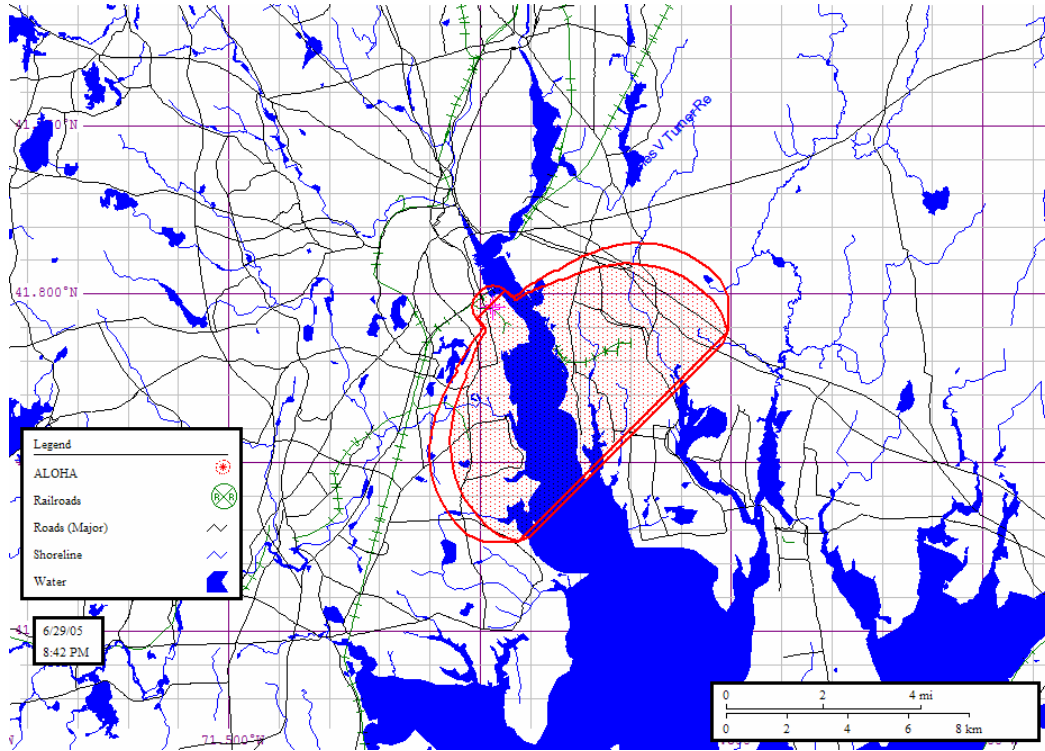 41.800°N
Legend
ALOHA
Railroads
R R
Roads (Major)
Shoreline
Water
6/29/05
8:42 PM
0 2 4 mi
0 2 4 6 8 km
71.500°W